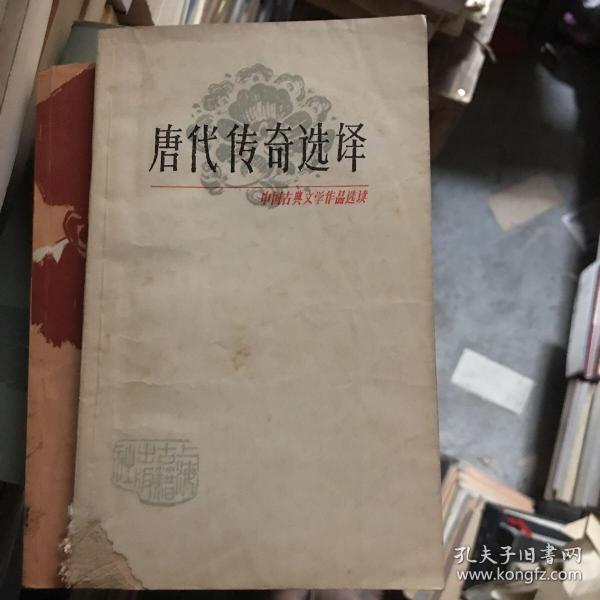 唐代传奇选译
中国古典文学作品选读
上海
古籍
出版
社
孔夫子旧书网
www.kongfz.com